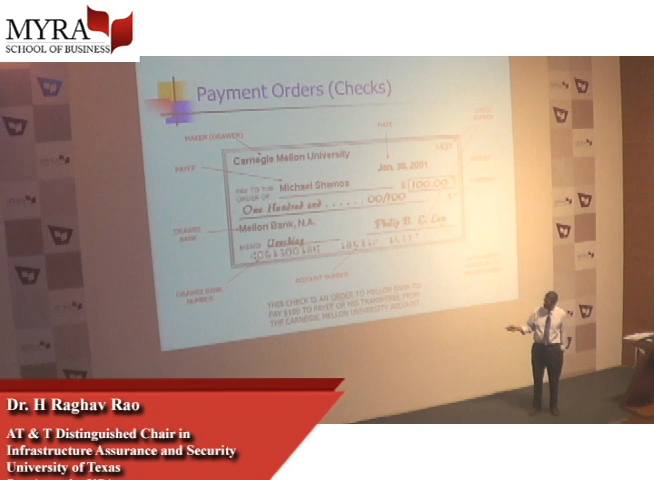 MYRA
SCHOOL OF BUSINESS
Payment Orders (Checks)
MAKER (DRAWER)
DATE
Carnegie Mellon University
Jan. 30, 2001
PAYEE
PAY TO THE
ORDER OF
Michael Shamos
$ 100.00
One Hundred and . . . . . . 00/100
DRAWEE
BANK
Mellon Bank, N.A.
Philip B. G. Lee
MEMO
DRAWEE BANK
NUMBER
ACCOUNT NUMBER
THIS CHECK IS AN ORDER TO MELLON BANK TO
PAY $100 TO PAYEE OR HIS TRANSFEREE FROM
THE CARNEGIE MELLON UNIVERSITY ACCOUNT
Dr. H Raghav Rao
AT & T Distinguished Chair in
Infrastructure Assurance and Security
University of Texas